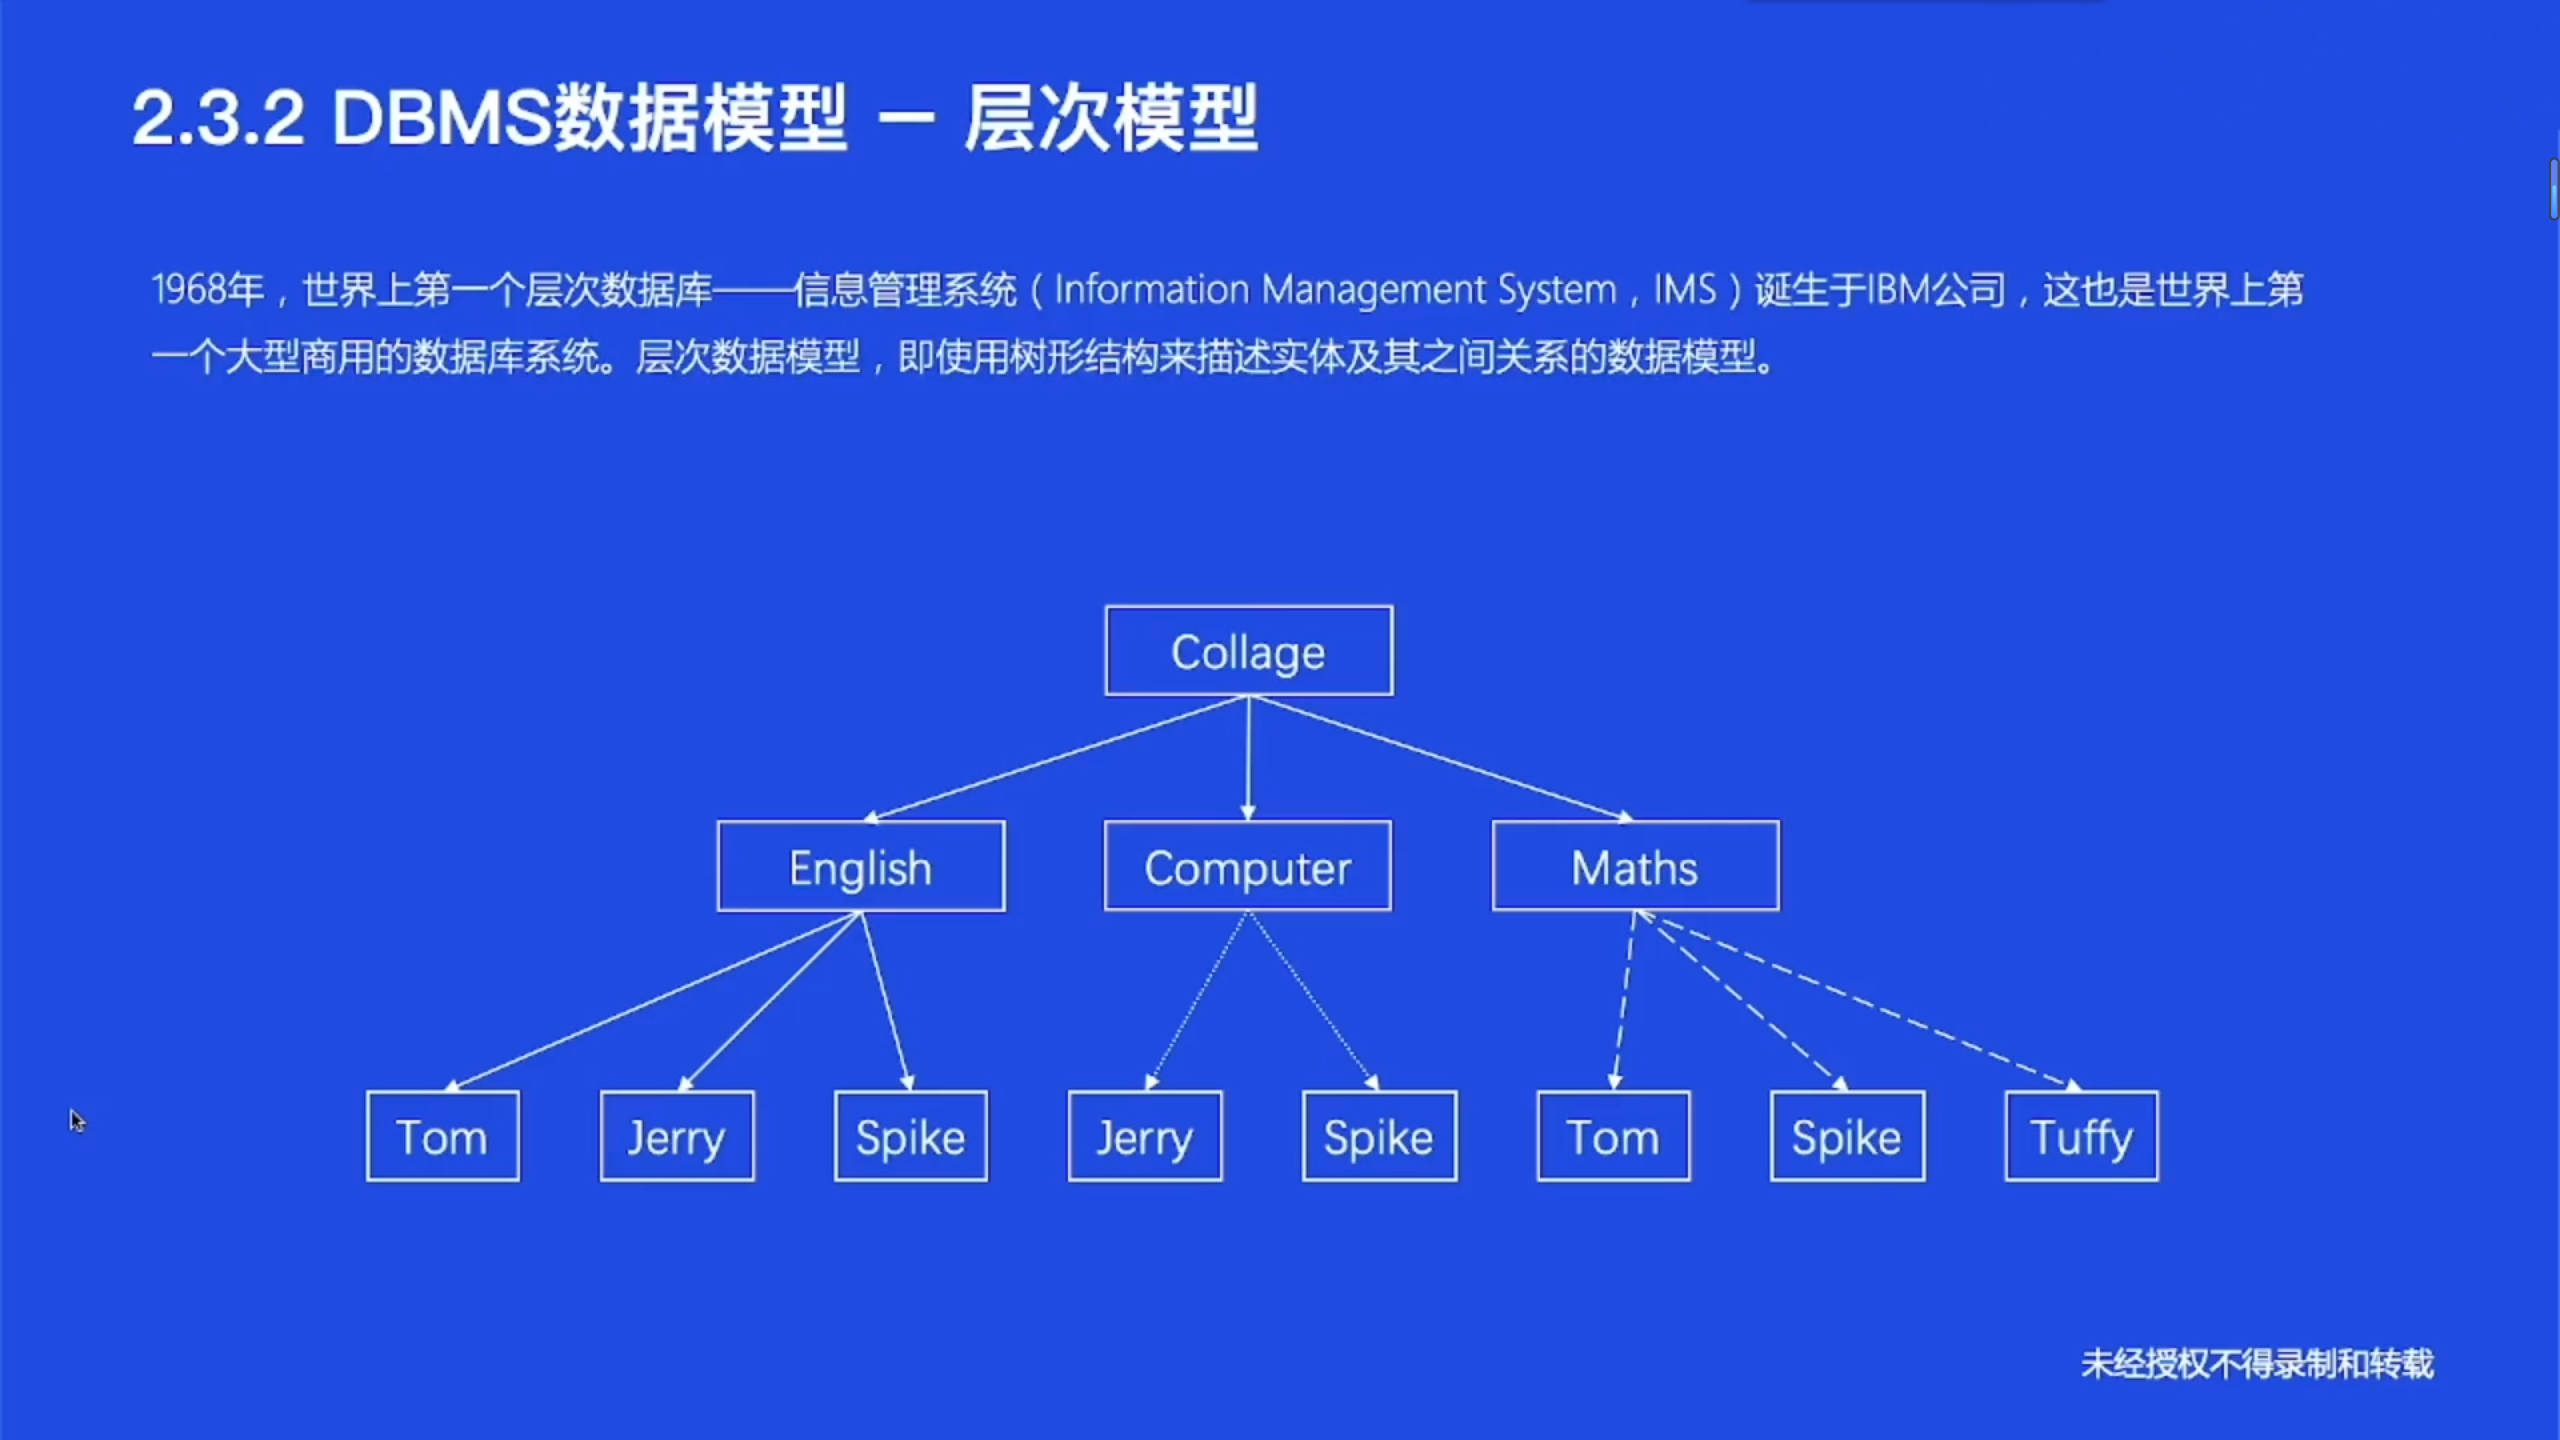 2.3.2 DBMS数据模型 — 层次模型
1968年，世界上第一个层次数据库——信息管理系统（Information Management System，IMS）诞生于IBM公司，这也是世界上第
一个大型商用的数据库系统。层次数据模型，即使用树形结构来描述实体及其之间关系的数据模型。
Collage
English Computer Maths
Tom Jerry Spike Jerry Spike Tom Spike Tuffy
未经授权不得录制和转载